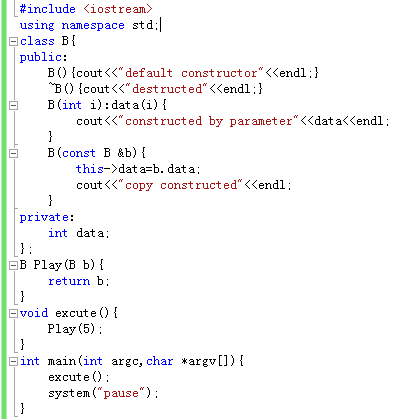 #include <iostream>
using namespace std;
class B{
public:
    B(){cout<<"default constructor"<<endl;}
    ~B(){cout<<"destructed"<<endl;}
    B(int i):data(i){
        cout<<"constructed by parameter"<<data<<endl;
    }
    B(const B &b){
        this->data=b.data;
        cout<<"copy constructed"<<endl;
    }
private:
    int data;
};
B Play(B b){
    return b;
}
void excute(){
    Play(5);
}
int main(int argc,char *argv[]){
    excute();
    system("pause");
}